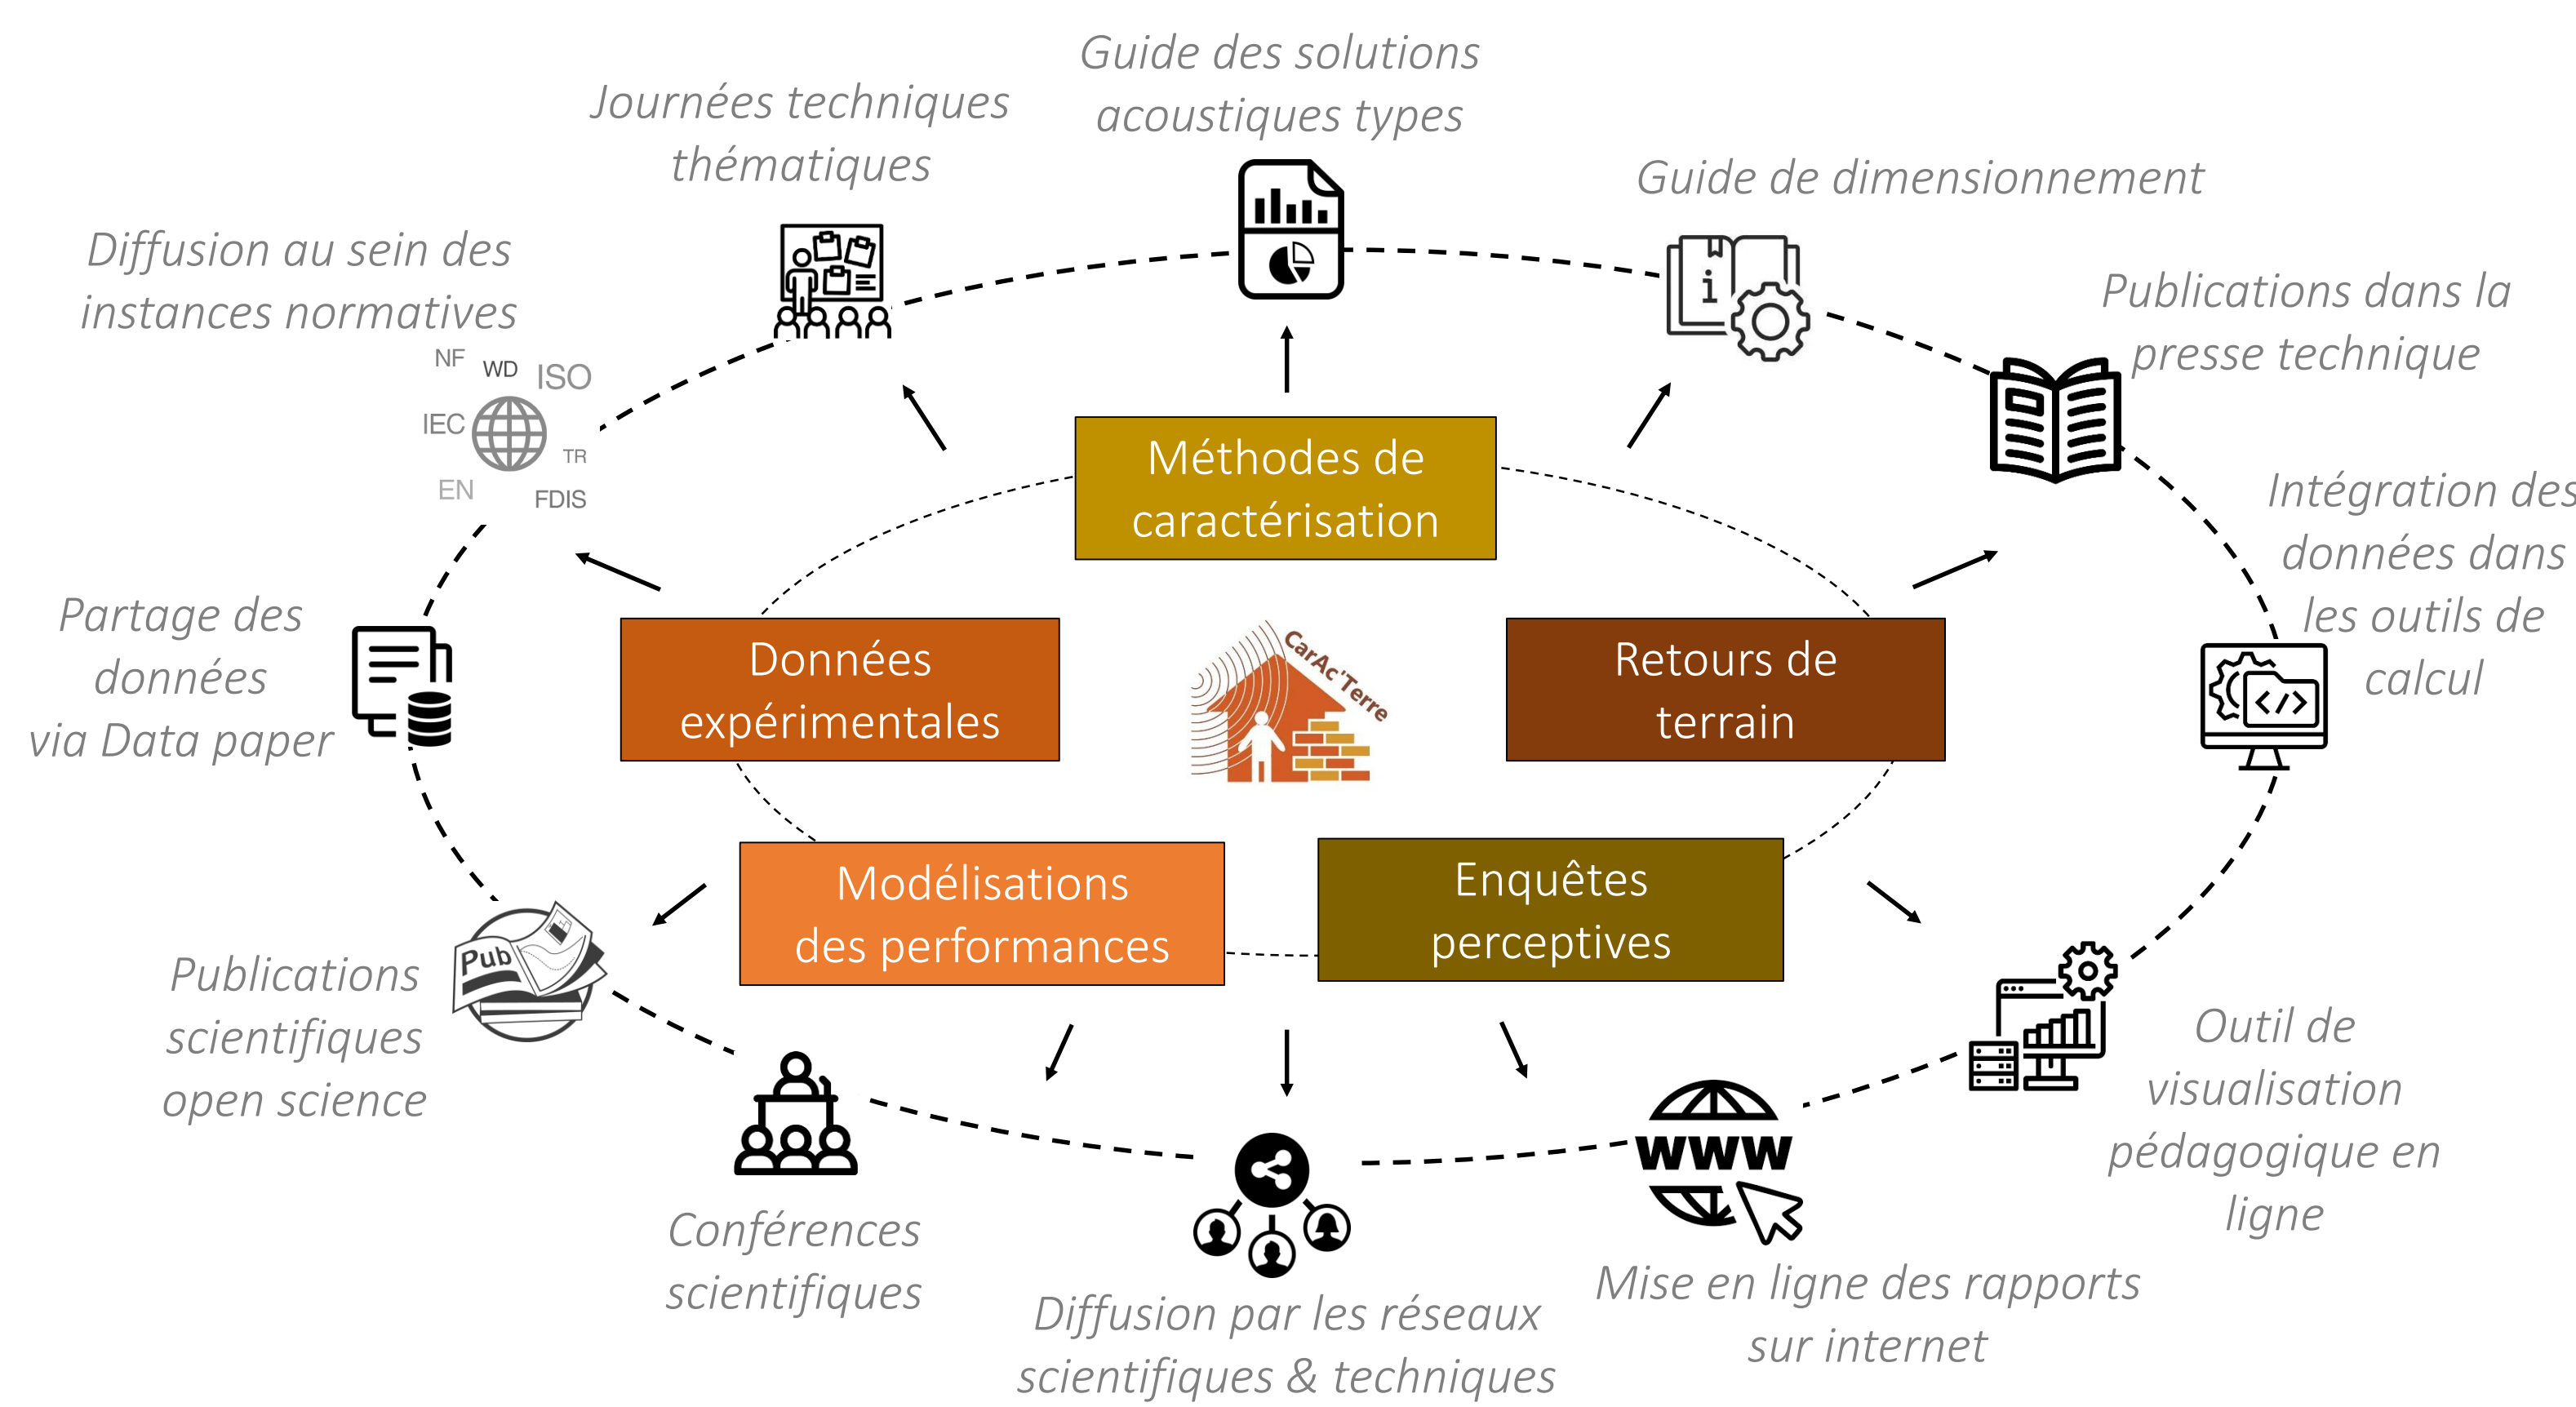 Guide des solutions
acoustiques types
Journées techniques
thématiques
Guide de dimensionnement
Diffusion au sein des
instances normatives
NF
WD
ISO
IEC
TR
EN
FDIS
i
Publications dans la
presse technique
Intégration des
données dans
les outils de
calcul
</>
Méthodes de
caractérisation
Données
expérimentales
CarAc'Terre
Retours de
terrain
Modélisations
des performances
Enquêtes
perceptives
Partage des
données
via Data paper
Pub
Publications
scientifiques
open science
Conférences
scientifiques
Diffusion par les réseaux
scientifiques & techniques
www
Mise en ligne des rapports
sur internet
Outil de
visualisation
pédagogique en
ligne